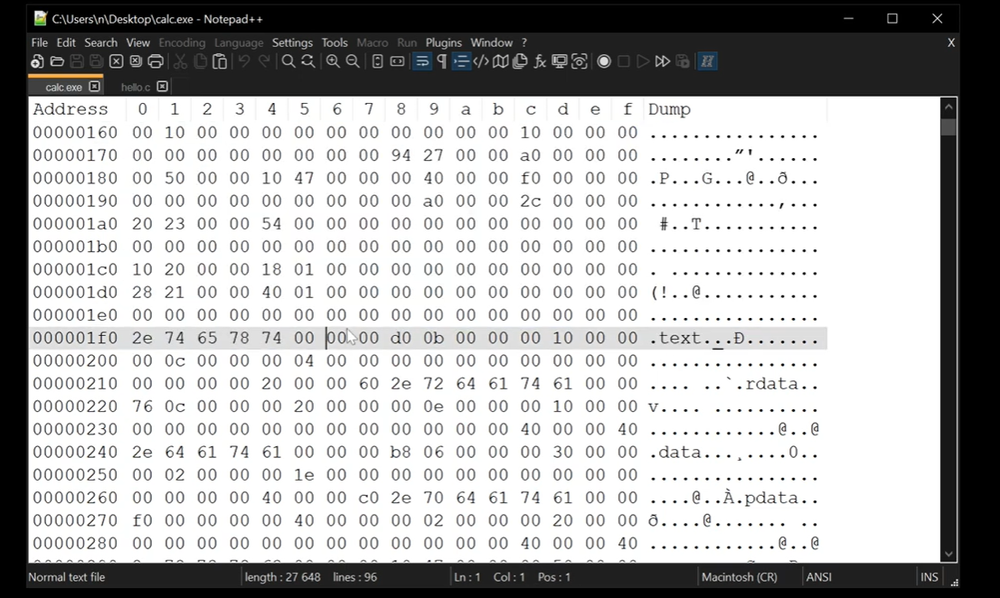 C:\Users\n\Desktop\calc.exe - Notepad++
File Edit Search View Encoding Language Settings Tools Macro Run Plugins Window ? X
calc.exe hello.c
Address 0 1 2 3 4 5 6 7 8 9 a b c d e f Dump
00000160 00 10 00 00 00 00 00 00 00 00 00 00 10 00 00 00 ................
00000170 00 00 00 00 00 00 00 00 94 27 00 00 a0 00 00 00 ........”'......
00000180 00 50 00 00 10 47 00 00 00 40 00 00 f0 00 00 00 .P...G...@..ð...
00000190 00 00 00 00 00 00 00 00 00 a0 00 00 2c 00 00 00 ............,...
000001a0 20 23 00 00 54 00 00 00 00 00 00 00 00 00 00 00 #..T...........
000001b0 00 00 00 00 00 00 00 00 00 00 00 00 00 00 00 00 ................
000001c0 10 20 00 00 18 01 00 00 00 00 00 00 00 00 00 00 . ..............
000001d0 28 21 00 00 40 01 00 00 00 00 00 00 00 00 00 00 (!..@...........
000001e0 00 00 00 00 00 00 00 00 00 00 00 00 00 00 00 00 ................
000001f0 2e 74 65 78 74 00 00 00 d0 0b 00 00 00 10 00 00 .text...Ð.......
00000200 00 0c 00 00 00 04 00 00 00 00 00 00 00 00 00 00 ................
00000210 00 00 00 00 20 00 00 60 2e 72 64 61 74 61 00 00 .... ..`.rdata..
00000220 76 0c 00 00 00 20 00 00 00 0e 00 00 00 10 00 00 v.... ..........
00000230 00 00 00 00 00 00 00 00 00 00 00 00 40 00 00 40 ............@..@
00000240 2e 64 61 74 61 00 00 00 b8 06 00 00 00 30 00 00 .data...¸....0..
00000250 00 02 00 00 00 1e 00 00 00 00 00 00 00 00 00 00 ................
00000260 00 00 00 00 40 00 00 c0 2e 70 64 61 74 61 00 00 ....@..À.pdata..
00000270 f0 00 00 00 00 40 00 00 00 02 00 00 00 20 00 00 ð....@....... ..
00000280 00 00 00 00 00 00 00 00 00 00 00 00 40 00 00 40 ............@..@
Normal text file length : 27 648 lines : 96 Ln : 1 Col : 1 Pos : 1 Macintosh (CR) ANSI INS